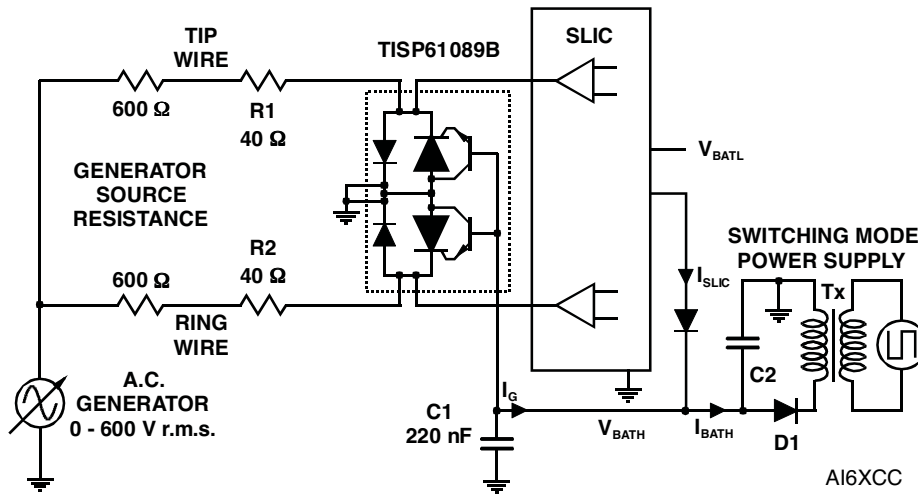 TIP
WIRE
TISP61089B
SLIC
600 Ω
R1
40 Ω
GENERATOR
SOURCE
RESISTANCE
V_BATL
R2
40 Ω
600 Ω
RING
WIRE
SWITCHING MODE
POWER SUPPLY
I_SLIC
Tx
C2
A.C.
GENERATOR
0 - 600 V r.m.s.
C1
220 nF
I_G
V_BATH
I_BATH
D1
AI6XCC